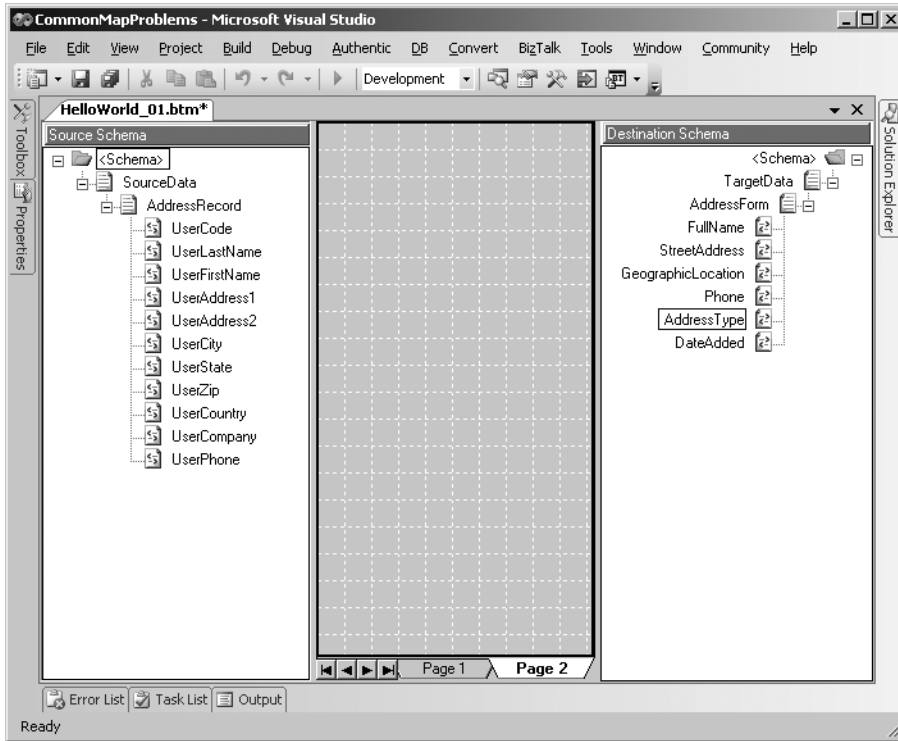 CommonMapProblems - Microsoft Visual Studio
File Edit View Project Build Debug Authentic DB Convert BizTalk Tools Window Community Help
Development
HelloWorld_01.btm*
Toolbox
Properties
Source Schema
<Schema>
SourceData
AddressRecord
UserCode
UserLastName
UserFirstName
UserAddress1
UserAddress2
UserCity
UserState
UserZip
UserCountry
UserCompany
UserPhone
Page 1 Page 2
Destination Schema
<Schema>
TargetData
AddressForm
FullName
StreetAddress
GeographicLocation
Phone
AddressType
DateAdded
Solution Explorer
Error List Task List Output
Ready